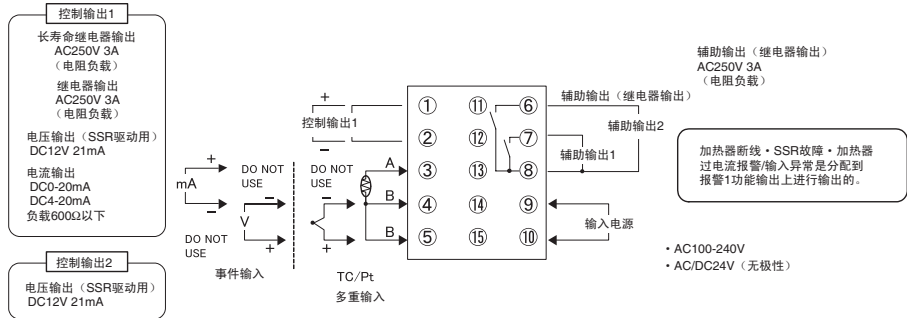 控制输出1
长寿命继电器输出
AC250V 3A
（电阻负载）
继电器输出
AC250V 3A
（电阻负载）
电压输出（SSR驱动用）
DC12V 21mA
电流输出
DC0-20mA
DC4-20mA
负载600Ω以下
控制输出2
电压输出（SSR驱动用）
DC12V 21mA
+
mA
−
DO NOT
USE
−
V
+
DO NOT
USE
事件输入
+
控制输出1
−
DO NOT
USE
−
+
TC/Pt
多重输入
A
B
B
① ⑪ ⑥
② ⑫ ⑦
③ ⑬ ⑧
④ ⑭ ⑨
⑤ ⑮ ⑩
辅助输出（继电器输出）
辅助输出2
辅助输出1
输入电源
辅助输出（继电器输出）
AC250V 3A
（电阻负载）
加热器断线・SSR故障・加热器
过电流报警/输入异常是分配到
报警1功能输出上进行输出的。
・AC100-240V
・AC/DC24V（无极性）